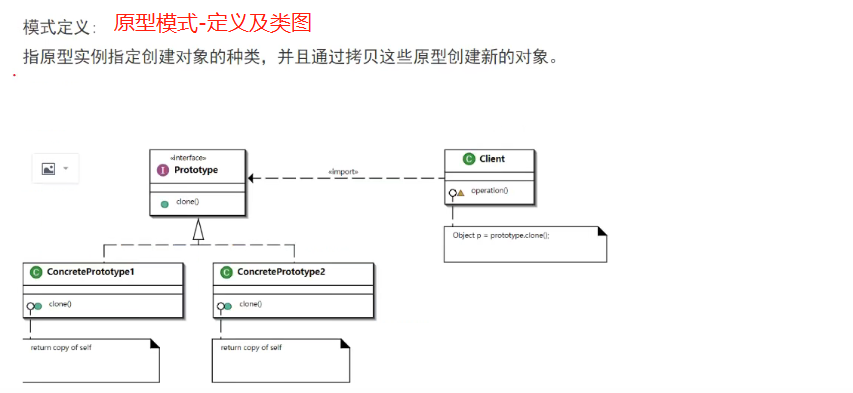 模式定义： 原型模式-定义及类图
指原型实例指定创建对象的种类，并且通过拷贝这些原型创建新的对象。
«interface»
I Prototype
clone()
«import»
C Client
operation()
Object p = prototype.clone();
C ConcretePrototype1
clone()
return copy of self
C ConcretePrototype2
clone()
return copy of self